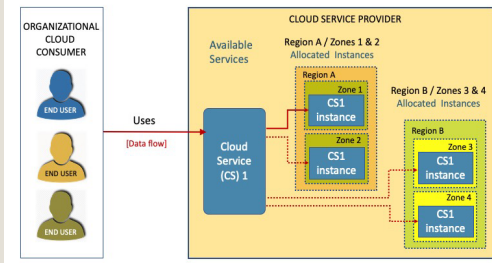 ORGANIZATIONAL
CLOUD
CONSUMER
END USER
END USER
END USER
Uses
[Data flow]
CLOUD SERVICE PROVIDER
Available
Services
Cloud
Service
(CS) 1
Region A / Zones 1 & 2
Allocated Instances
Region A
Zone 1
CS1
instance
Zone 2
CS1
instance
Region B / Zones 3 & 4
Allocated Instances
Region B
Zone 3
CS1
instance
Zone 4
CS1
instance